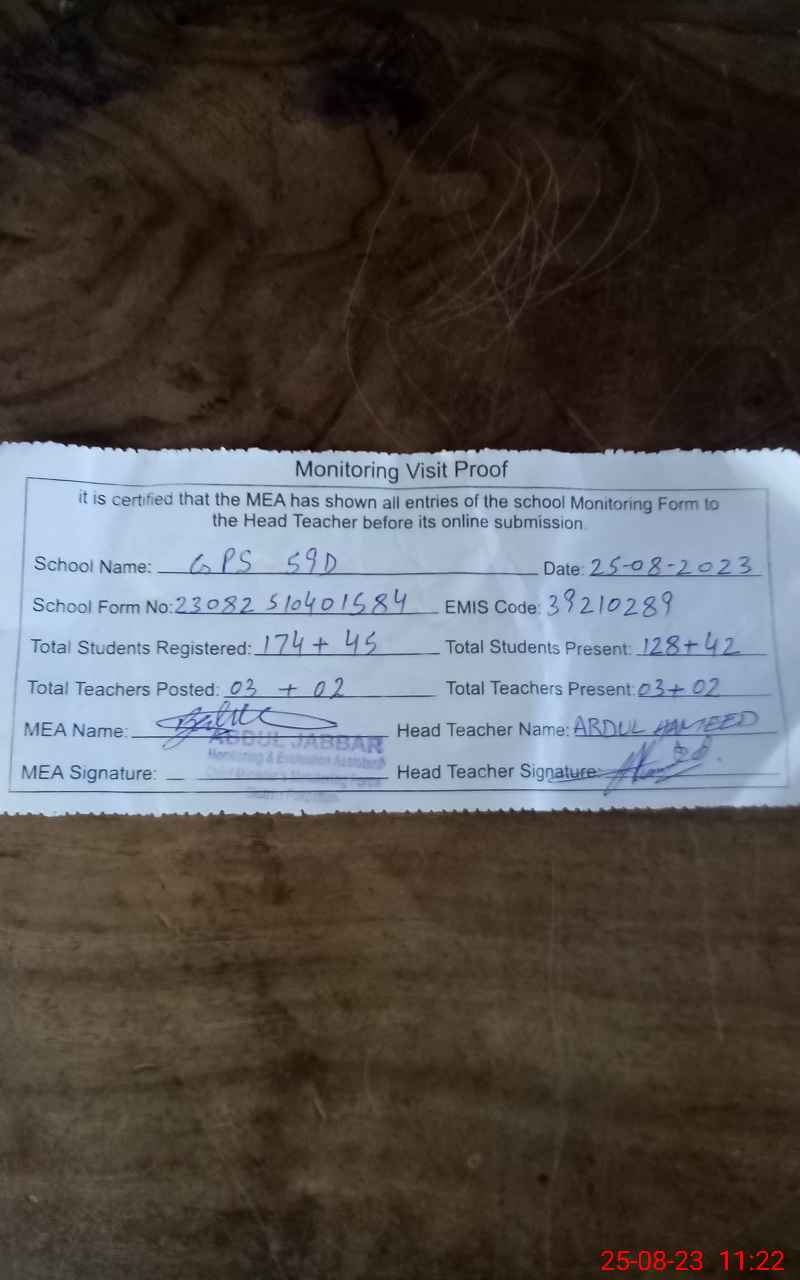 Monitoring Visit Proof
it is certified that the MEA has shown all entries of the school Monitoring Form to
the Head Teacher before its online submission.
School Name: GPS 59D Date: 25-08-2023
School Form No: 23082510401584 EMIS Code: 39210289
Total Students Registered: 174 + 45 Total Students Present: 128+42
Total Teachers Posted: 03 + 02 Total Teachers Present: 03+02
MEA Name: Head Teacher Name: ABDUL HAMEED
ABDUL JABBAR
Monitoring & Evaluation Assistant
MEA Signature: Head Teacher Signature:
25-08-23 11:22